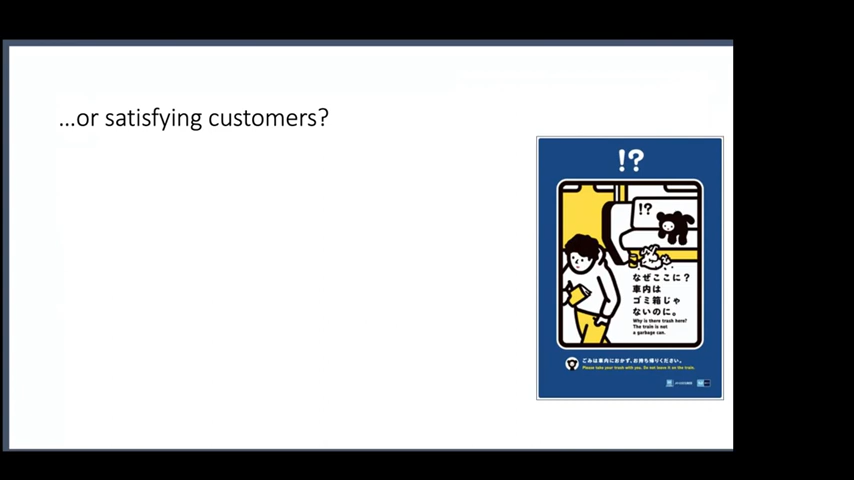 ...or satisfying customers?
!?
!?
なぜここに?
車内は
ゴミ箱じゃ
ないのに。
Why is there trash here?
The train is not
a garbage can.
ごみは車内におかず、お持ち帰りください。
Please take your trash with you. Do not leave it on the train.